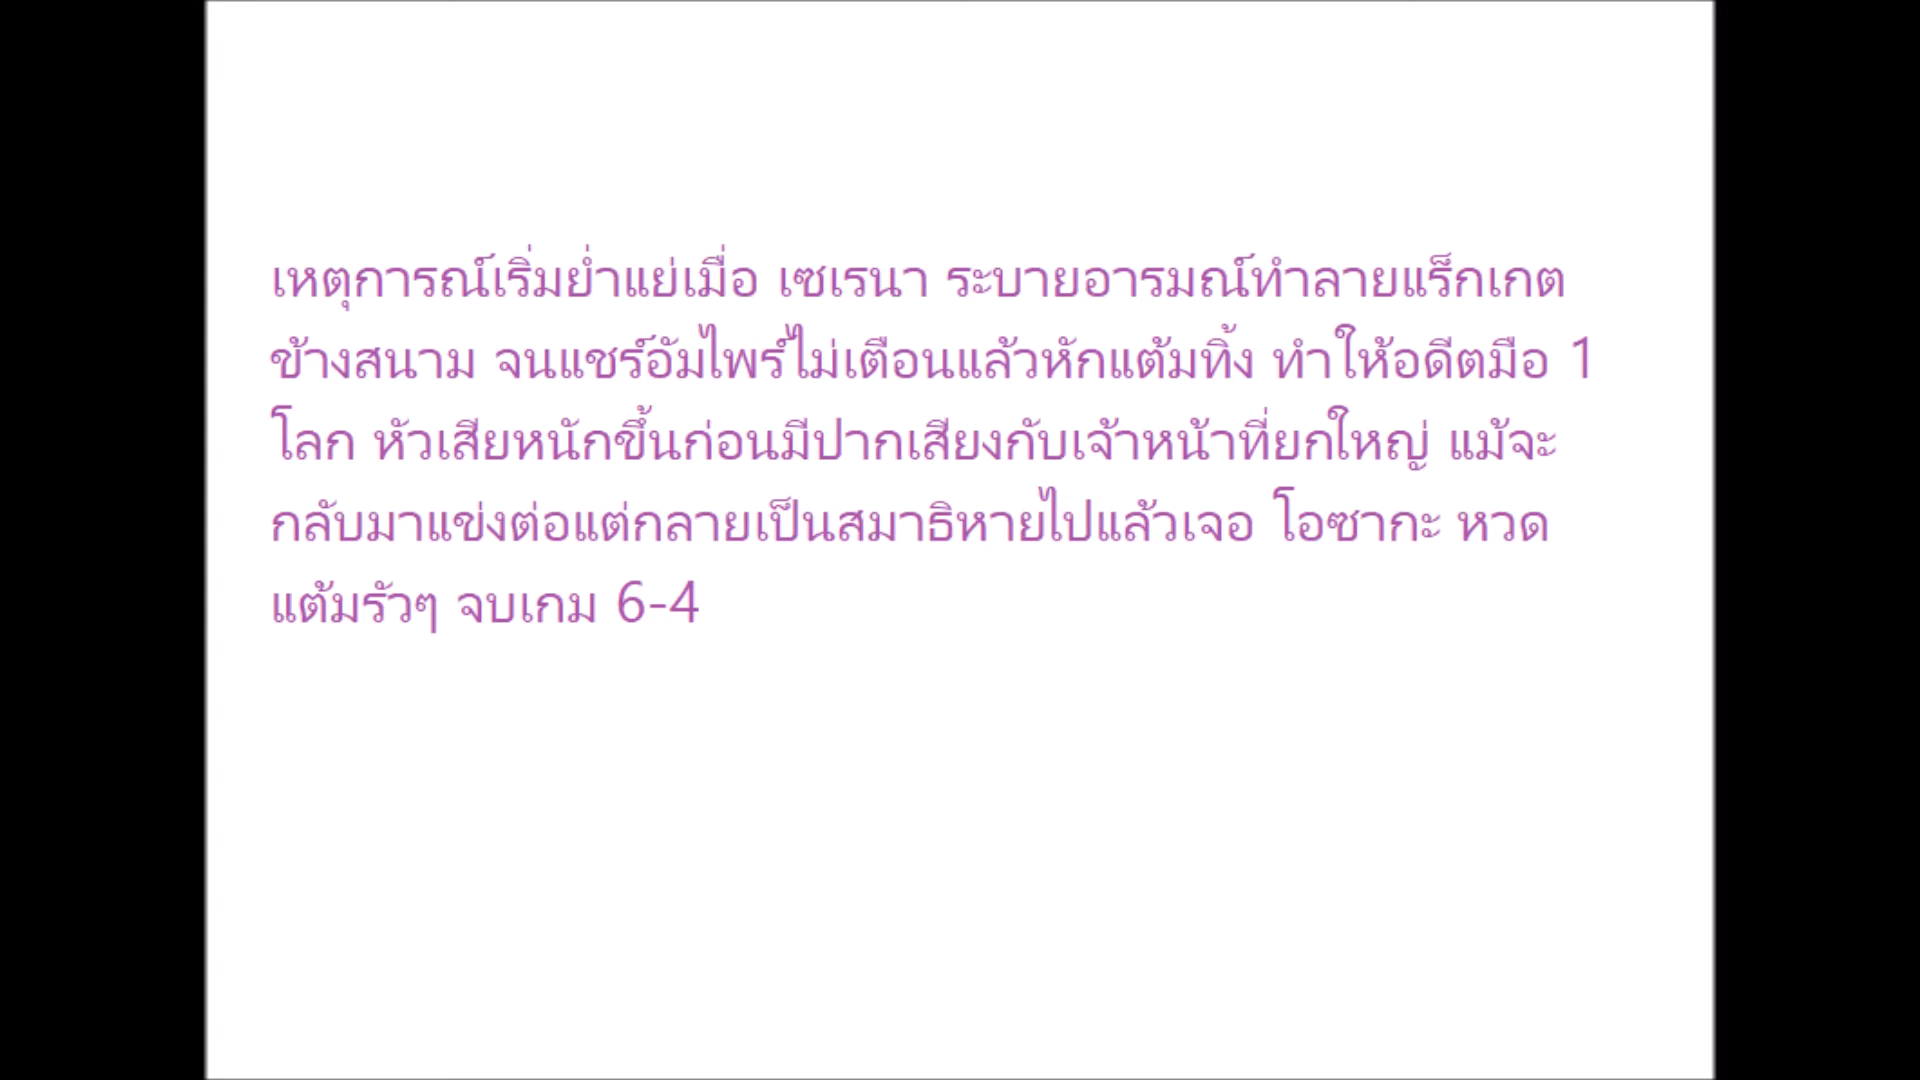 เหตุการณ์เริ่มย่ำแย่เมื่อ เซเรนา ระบายอารมณ์ทำลายแร็กเกต
ข้างสนาม จนแชร์อัมไพร์ไม่เตือนแล้วหักแต้มทิ้ง ทำให้อดีตมือ 1
โลก หัวเสียหนักขึ้นก่อนมีปากเสียงกับเจ้าหน้าที่ยกใหญ่ แม้จะ
กลับมาแข่งต่อแต่กลายเป็นสมาธิหายไปแล้วเจอ โอซากะ หวด
แต้มรัวๆ จบเกม 6-4